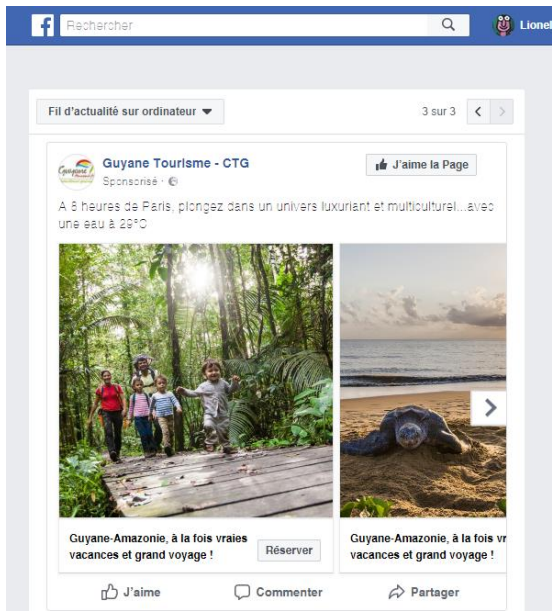 f
Rechercher
Lionel
Fil d'actualité sur ordinateur
3 sur 3
Guyane Tourisme - CTG
J'aime la Page
Sponsorisé ·
A 8 heures de Paris, plongez dans un univers luxuriant et multiculturel...avec
une eau à 29°C
Guyane-Amazonie, à la fois vraies
vacances et grand voyage !
Réserver
Guyane-Amazonie, à la fois vr
vacances et grand voyage !
J'aime
Commenter
Partager